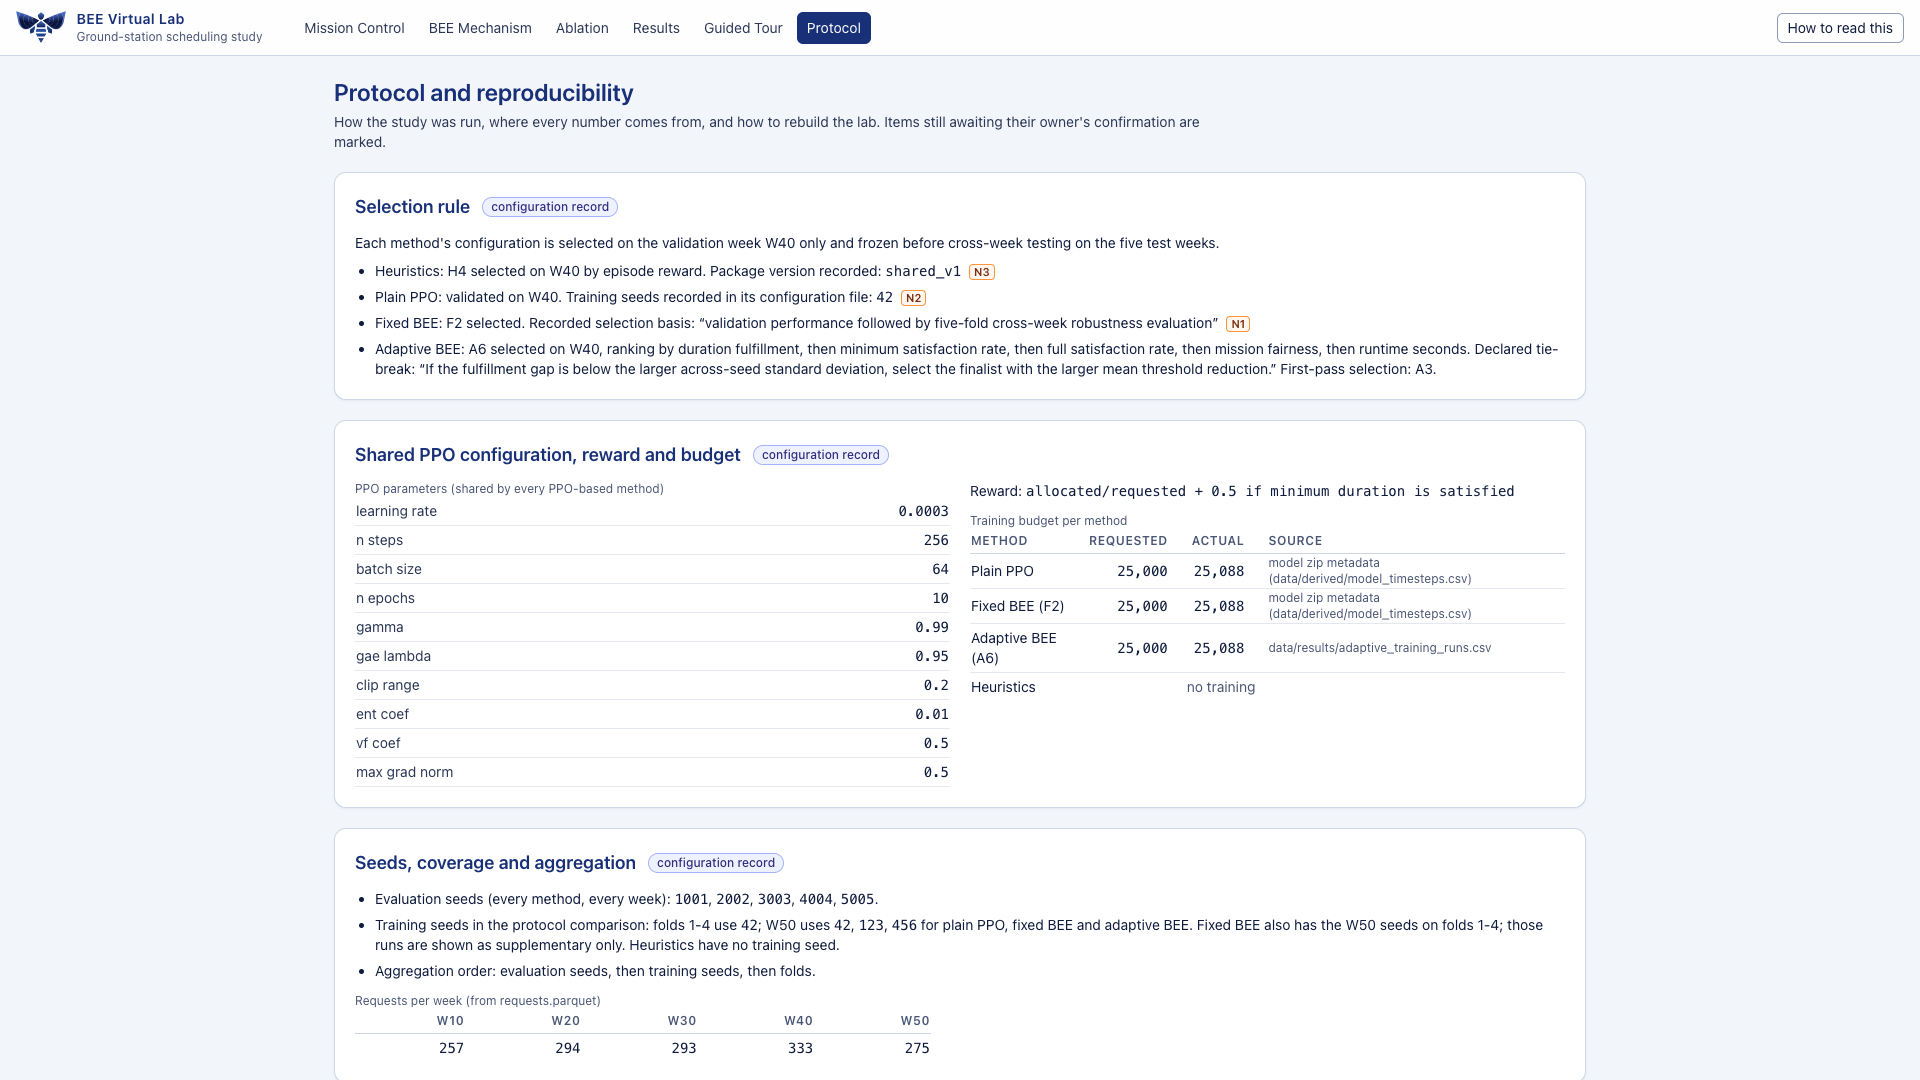 BEE Virtual Lab
Ground-station scheduling study
Mission Control
BEE Mechanism
Ablation
Results
Guided Tour
Protocol
How to read this
Protocol and reproducibility
How the study was run, where every number comes from, and how to rebuild the lab. Items still awaiting their owner's confirmation are
marked.
Selection rule configuration record
Each method's configuration is selected on the validation week W40 only and frozen before cross-week testing on the five test weeks.
• Heuristics: H4 selected on W40 by episode reward. Package version recorded: shared_v1 N3
• Plain PPO: validated on W40. Training seeds recorded in its configuration file: 42 N2
• Fixed BEE: F2 selected. Recorded selection basis: “validation performance followed by five-fold cross-week robustness evaluation” N1
• Adaptive BEE: A6 selected on W40, ranking by duration fulfillment, then minimum satisfaction rate, then full satisfaction rate, then mission fairness, then runtime seconds. Declared tie-
break: “If the fulfillment gap is below the larger across-seed standard deviation, select the finalist with the larger mean threshold reduction.” First-pass selection: A3.
Shared PPO configuration, reward and budget configuration record
PPO parameters (shared by every PPO-based method)
learning rate 0.0003
n steps 256
batch size 64
n epochs 10
gamma 0.99
gae lambda 0.95
clip range 0.2
ent coef 0.01
vf coef 0.5
max grad norm 0.5
Reward: allocated/requested + 0.5 if minimum duration is satisfied
Training budget per method
METHOD REQUESTED ACTUAL SOURCE
Plain PPO 25,000 25,088 model zip metadata
(data/derived/model_timesteps.csv)
Fixed BEE (F2) 25,000 25,088 model zip metadata
(data/derived/model_timesteps.csv)
Adaptive BEE
(A6) 25,000 25,088 data/results/adaptive_training_runs.csv
Heuristics no training
Seeds, coverage and aggregation configuration record
• Evaluation seeds (every method, every week): 1001, 2002, 3003, 4004, 5005.
• Training seeds in the protocol comparison: folds 1-4 use 42; W50 uses 42, 123, 456 for plain PPO, fixed BEE and adaptive BEE. Fixed BEE also has the W50 seeds on folds 1-4; those
runs are shown as supplementary only. Heuristics have no training seed.
• Aggregation order: evaluation seeds, then training seeds, then folds.
Requests per week (from requests.parquet)
W10 W20 W30 W40 W50
257 294 293 333 275